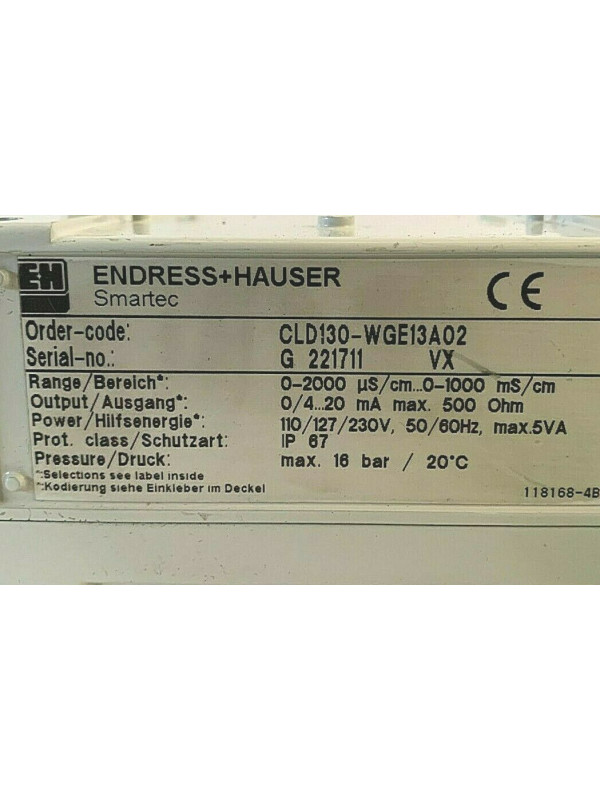 E+H ENDRESS+HAUSER
Smartec
CE
Order-code: CLD130-WGE13A02
Serial-no.: G 221711 VX
Range/Bereich*: 0-2000 µS/cm...0-1000 mS/cm
Output/Ausgang*: 0/4...20 mA max. 500 Ohm
Power/Hilfsenergie*: 110/127/230V, 50/60Hz, max.5VA
Prot. class/Schutzart: IP 67
Pressure/Druck: max. 16 bar / 20°C
*:Selections see label inside
*:Kodierung siehe Einkleber im Deckel
118168-4B